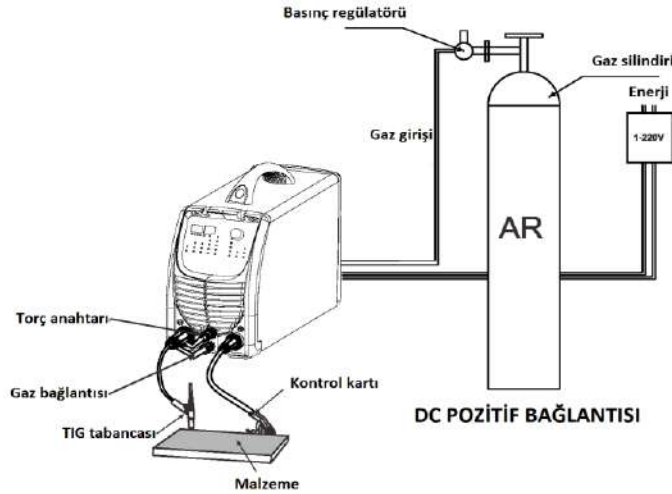 Basınç regülatörü
Gaz silindiri
Enerji
Gaz girişi
1-220V
AR
Torç anahtarı
Gaz bağlantısı
Kontrol kartı
TIG tabancası
DC POZİTİF BAĞLANTISI
Malzeme